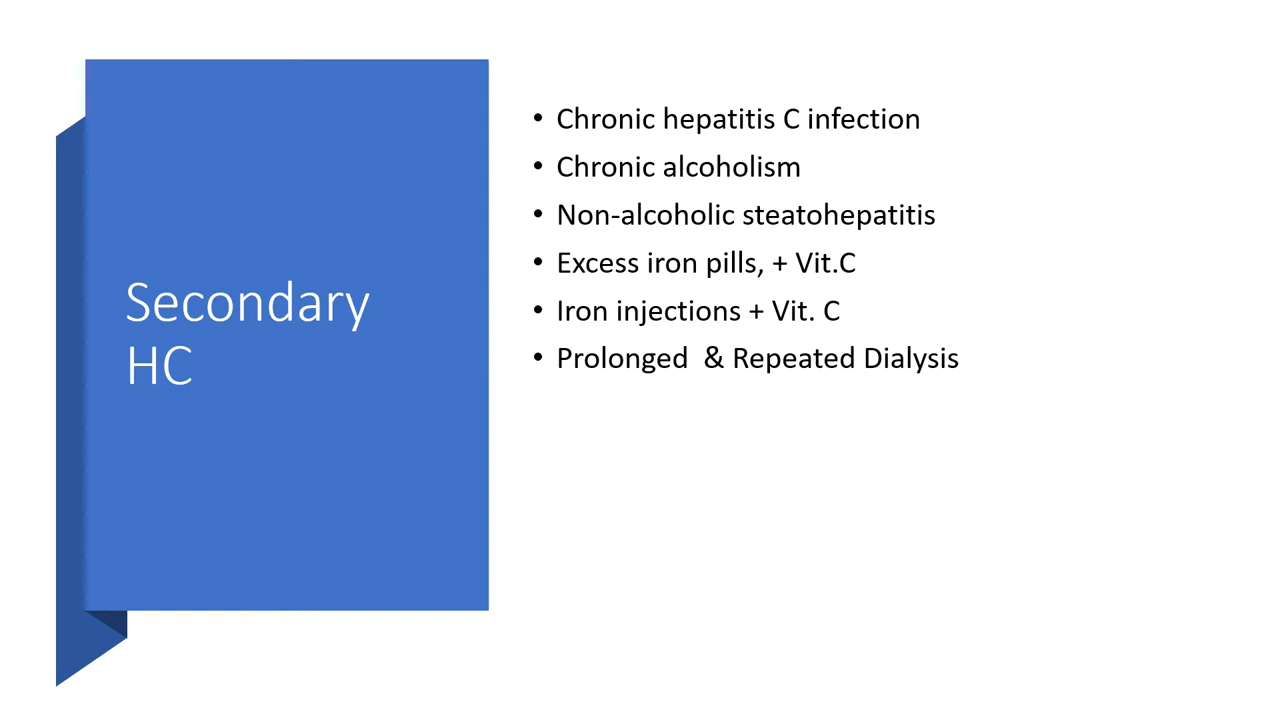 Secondary
HC
• Chronic hepatitis C infection
• Chronic alcoholism
• Non-alcoholic steatohepatitis
• Excess iron pills, + Vit.C
• Iron injections + Vit. C
• Prolonged  & Repeated Dialysis